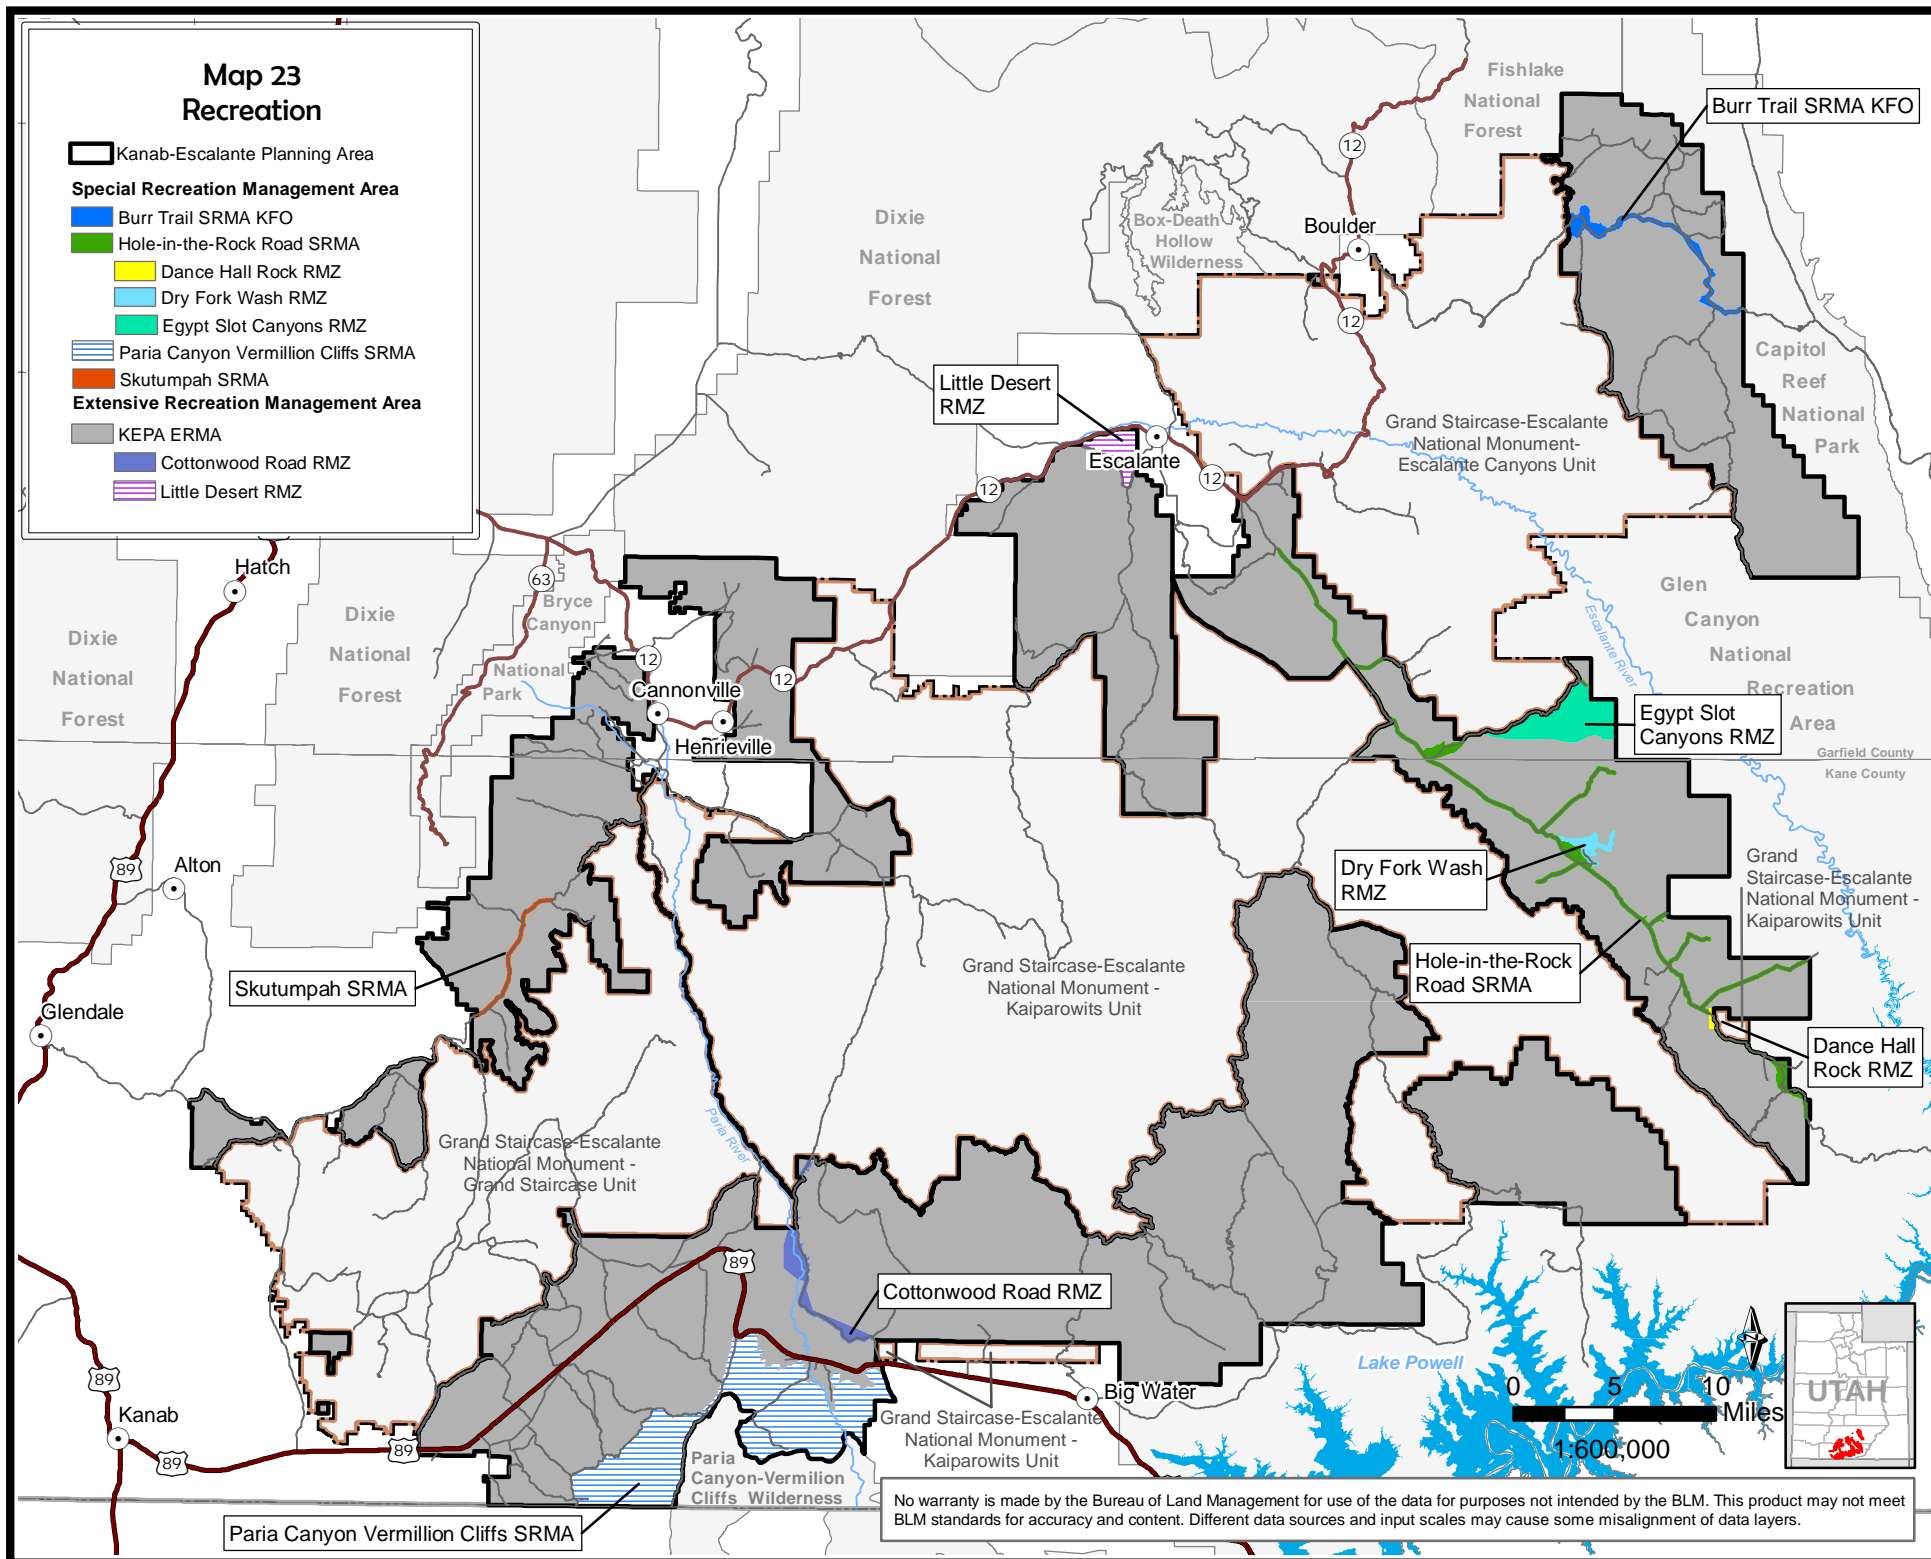 Map 23
Recreation
Kanab-Escalante Planning Area
Special Recreation Management Area
Burr Trail SRMA KFO
Hole-in-the-Rock Road SRMA
Dance Hall Rock RMZ
Dry Fork Wash RMZ
Egypt Slot Canyons RMZ
Paria Canyon Vermillion Cliffs SRMA
Skutumpah SRMA
Extensive Recreation Management Area
KEPA ERMA
Cottonwood Road RMZ
Little Desert RMZ
Fishlake
National
Forest
Burr Trail SRMA KFO
12
Box-Death
Hollow
Wilderness
Boulder
Dixie
National
Forest
12
Capitol
Reef
National
Park
Little Desert
RMZ
Grand Staircase-Escalante
National Monument-
Escalante Canyons Unit
Escalante
12
12
Hatch
63
Bryce
Canyon
National
Park
Dixie
National
Forest
Dixie
National
Forest
12
Cannonville
12
Henrieville
Glen
Canyon
National
Recreation
Area
Escalante River
Egypt Slot
Canyons RMZ
Garfield County
Kane County
89
Alton
Dry Fork Wash
RMZ
Grand
Staircase-Escalante
National Monument -
Kaiparowits Unit
Skutumpah SRMA
Grand Staircase-Escalante
National Monument -
Kaiparowits Unit
Hole-in-the-Rock
Road SRMA
Glendale
Dance Hall
Rock RMZ
Paria River
Grand Staircase-Escalante
National Monument -
Grand Staircase Unit
89
Cottonwood Road RMZ
Lake Powell
89
Kanab
89
89
Big Water
Grand Staircase-Escalante
National Monument -
Kaiparowits Unit
0 5 10
Miles
1:600,000
UTAH
Paria
Canyon-Vermilion
Cliffs Wilderness
Paria Canyon Vermillion Cliffs SRMA
No warranty is made by the Bureau of Land Management for use of the data for purposes not intended by the BLM. This product may not meet
BLM standards for accuracy and content. Different data sources and input scales may cause some misalignment of data layers.